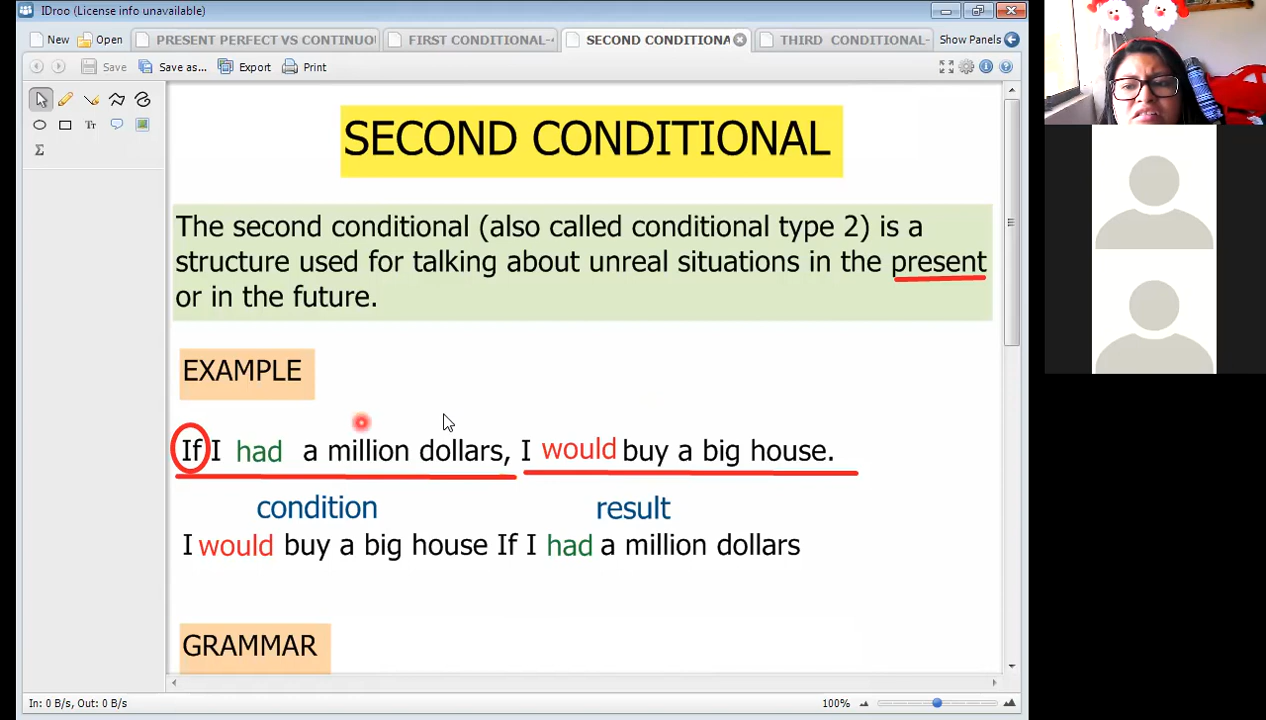 IDroo (License info unavailable)
New Open PRESENT PERFECT VS CONTINUO FIRST CONDITIONAL- SECOND CONDITIONA THIRD CONDITIONAL- Show Panels
Save Save as... Export Print
SECOND CONDITIONAL
The second conditional (also called conditional type 2) is a
structure used for talking about unreal situations in the present
or in the future.
EXAMPLE
If I had a million dollars, I would buy a big house.
condition result
I would buy a big house If I had a million dollars
GRAMMAR
In: 0 B/s, Out: 0 B/s 100%